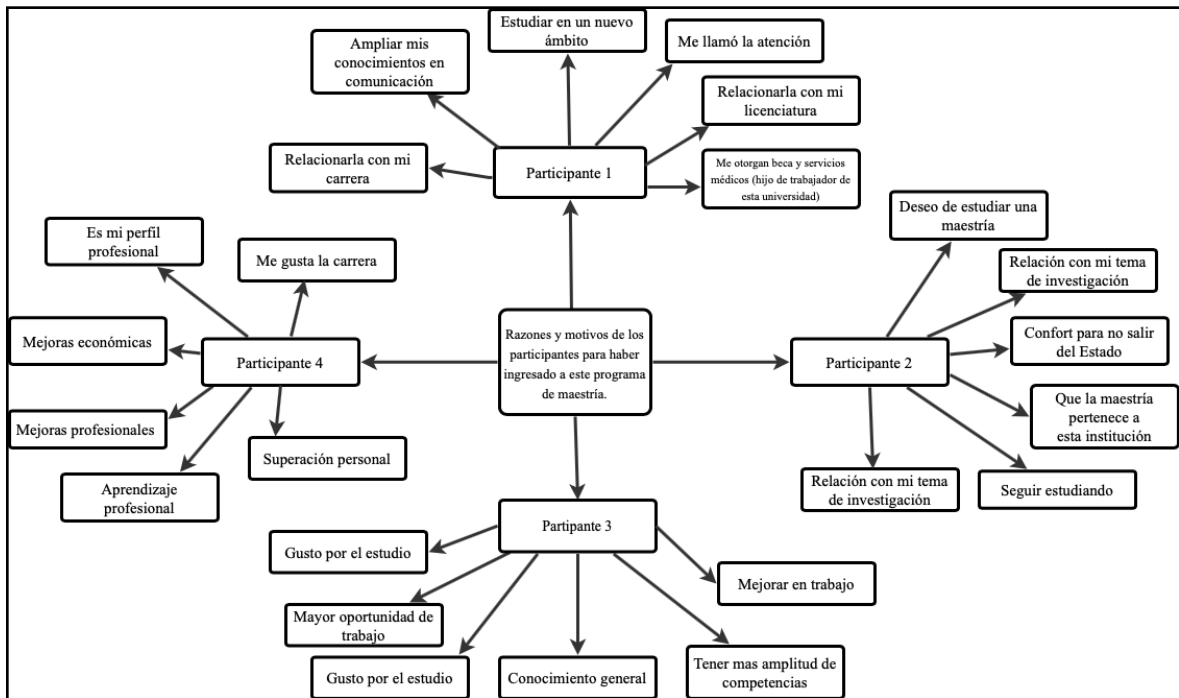 Estudiar en un nuevo
ámbito
Ampliar mis
conocimientos en
comunicación
Me llamó la atención
Relacionarla con mi
licenciatura
Relacionarla con mi
carrera
Participante 1
Me otorgan beca y servicios
médicos (hijo de trabajador de
esta universidad)
Deseo de estudiar una
maestría
Relación con mi tema
de investigación
Confort para no salir
del Estado
Participante 2
Que la maestría
pertenece a
esta institución
Relación con mi tema
de investigación
Seguir estudiando
Razones y motivos de los
participantes para haber
ingresado a este programa
de maestría.
Es mi perfil
profesional
Me gusta la carrera
Mejoras económicas
Participante 4
Mejoras profesionales
Aprendizaje
profesional
Superación personal
Partipante 3
Gusto por el estudio
Mejorar en trabajo
Mayor oportunidad de
trabajo
Gusto por el estudio
Conocimiento general
Tener mas amplitud de
competencias